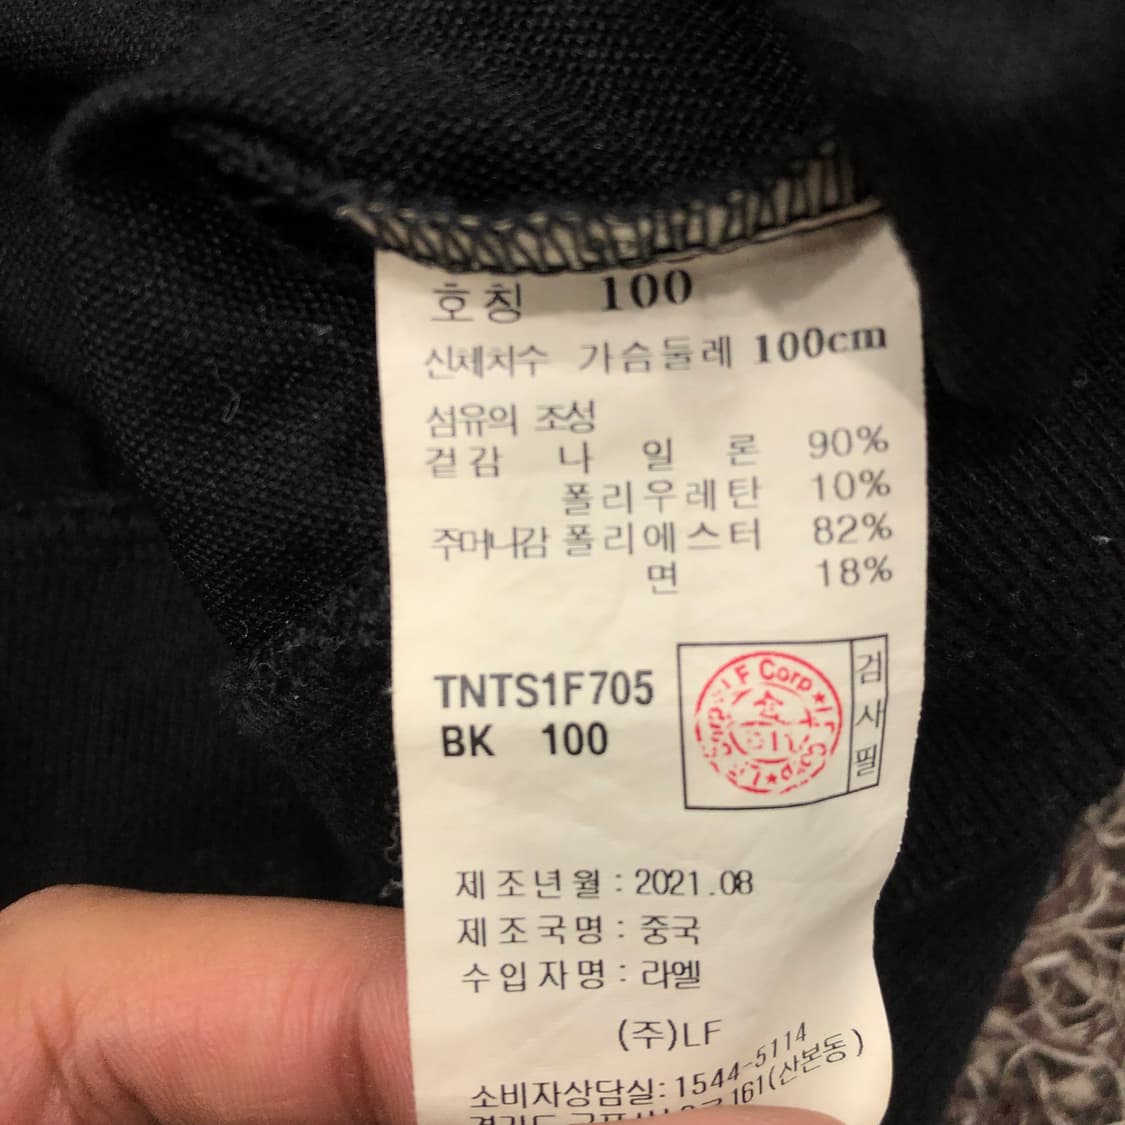 호칭 100
신체치수 가슴둘레 100cm
섬유의 조성
겉감 나 일 론 90%
폴리우레탄 10%
주머니감 폴리에스터 82%
면 18%
TNTS1F705
BK 100
LF Corp
검사필
제조년월 : 2021.08
제조국명 : 중국
수입자명 : 라엘
(주)LF
소비자상담실: 1544-5114
161(산본동)